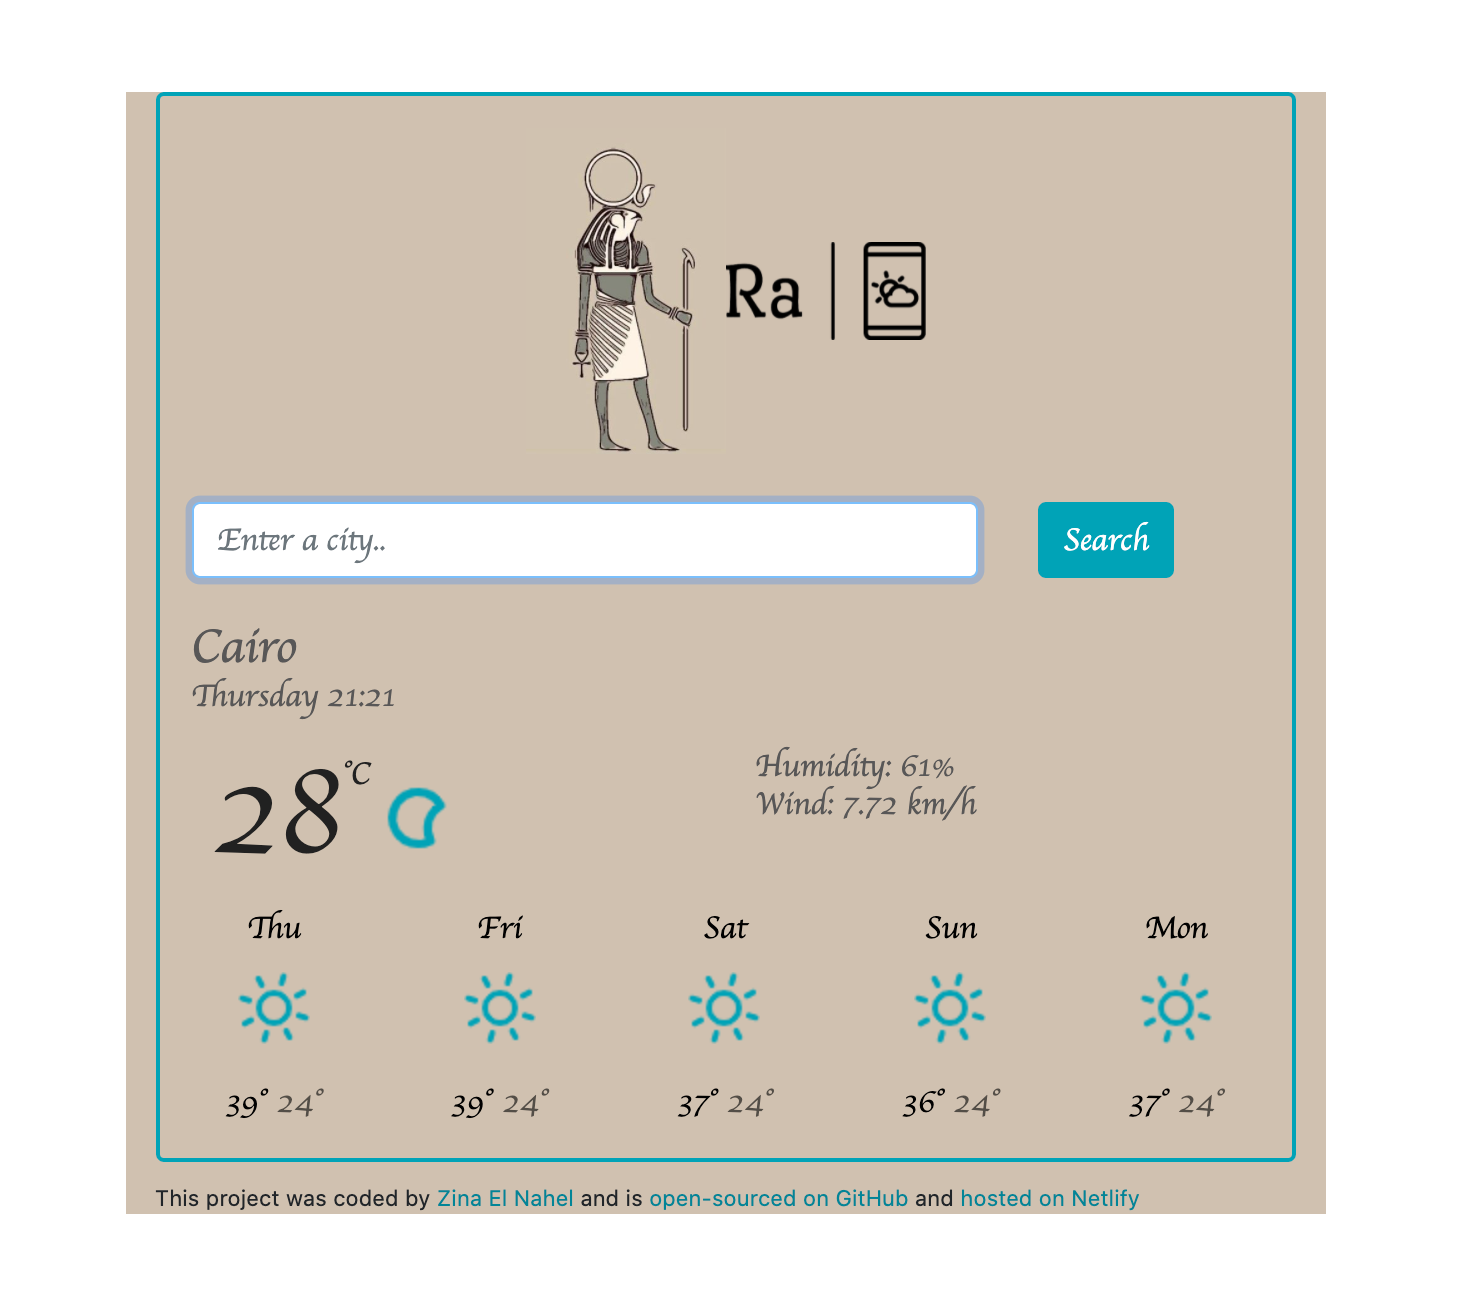 Ra
Enter a city..
Search
Cairo
Thursday 21:21
28 °C
Humidity: 61%
Wind: 7.72 km/h
Thu Fri Sat Sun Mon
39° 24° 39° 24° 37° 24° 36° 24° 37° 24°
This project was coded by Zina El Nahel and is open-sourced on GitHub and hosted on Netlify